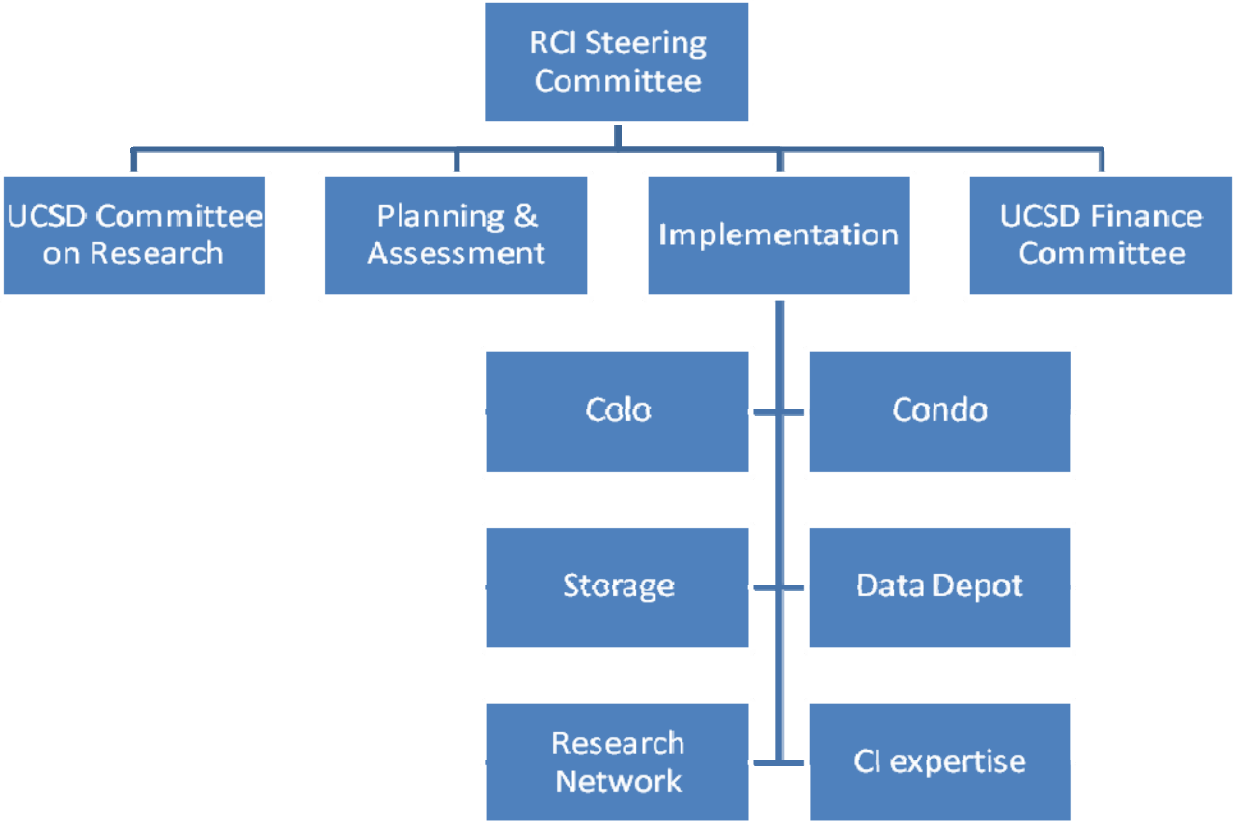 RCI Steering
Committee
UCSD Committee
on Research
Planning &
Assessment
Implementation
UCSD Finance
Committee
Colo
Condo
Storage
Data Depot
Research
Network
CI expertise